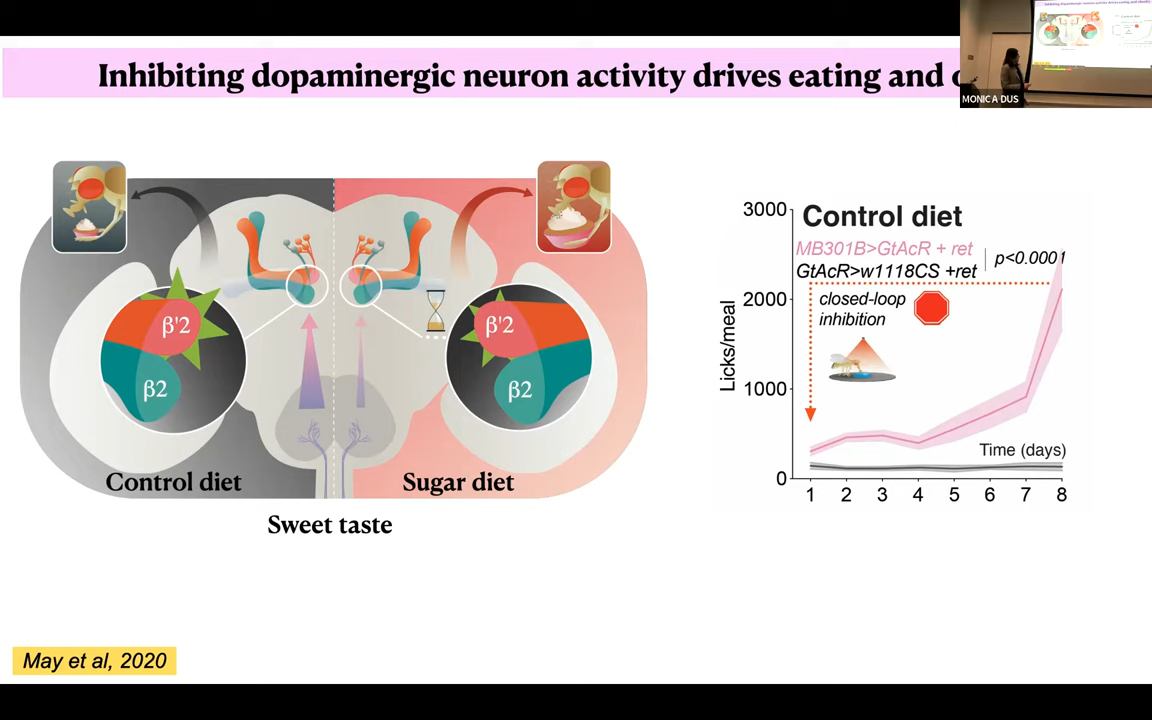 Inhibiting dopaminergic neuron activity drives eating and
MONICA DUS
β'2
β2
β'2
β2
Control diet
Sugar diet
Sweet taste
3000
2000
1000
0
Licks/meal
Control diet
MB301B>GtACR + ret
GtACR>w1118CS +ret
p<0.0001
closed-loop
inhibition
Time (days)
1 2 3 4 5 6 7 8
May et al, 2020